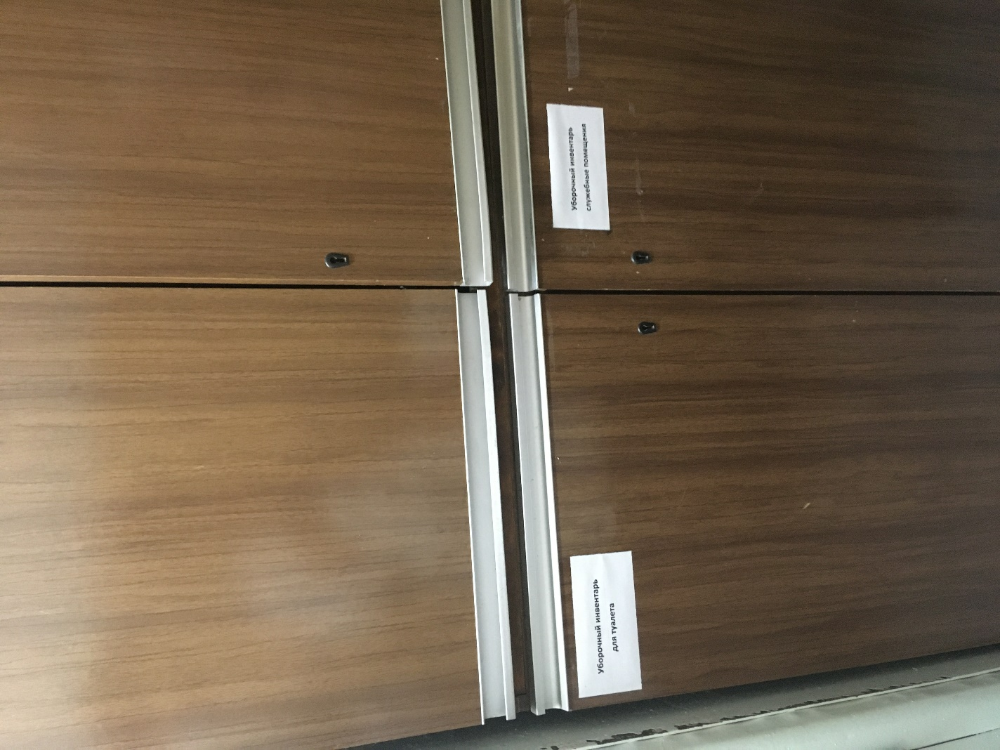 Уборочный инвентарь
служебные помещения
Уборочный инвентарь
для туалета